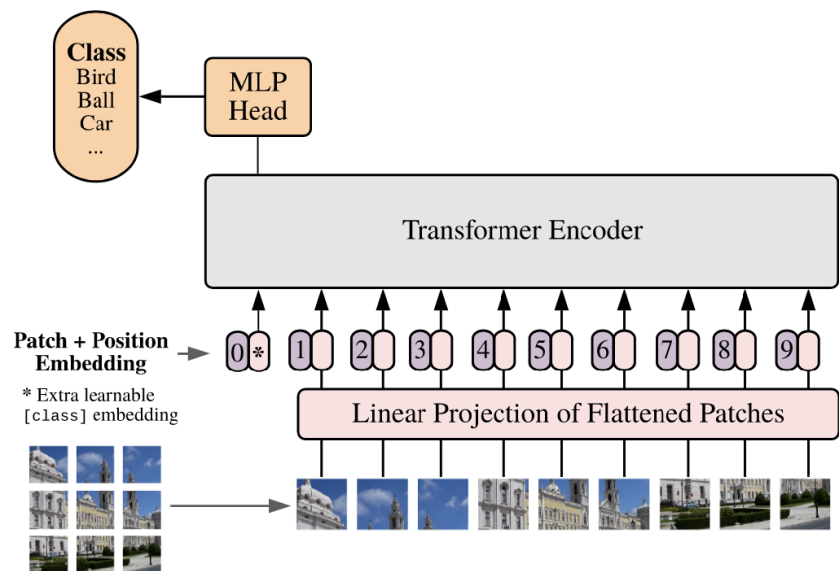 Class
Bird
Ball
Car
...
MLP
Head
Transformer Encoder
Patch + Position
Embedding
0 * 1 2 3 4 5 6 7 8 9
* Extra learnable
[class] embedding
Linear Projection of Flattened Patches